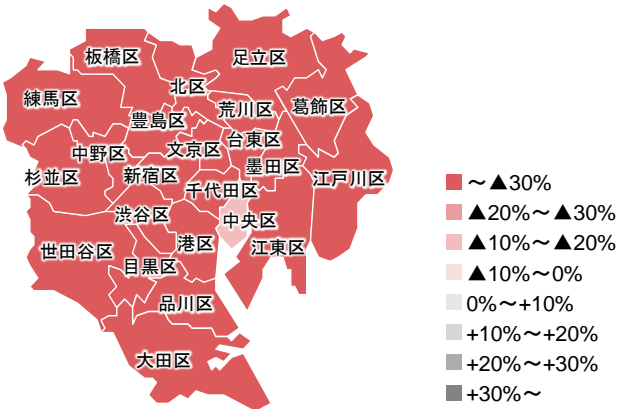 板橋区
足立区
北区
練馬区
荒川区
葛飾区
豊島区
台東区
文京区
中野区
墨田区
杉並区
新宿区
江戸川区
千代田区
渋谷区
中央区
港区
江東区
世田谷区
目黒区
品川区
大田区
～▲30%
▲20%～▲30%
▲10%～▲20%
▲10%～0%
0%～+10%
+10%～+20%
+20%～+30%
+30%～